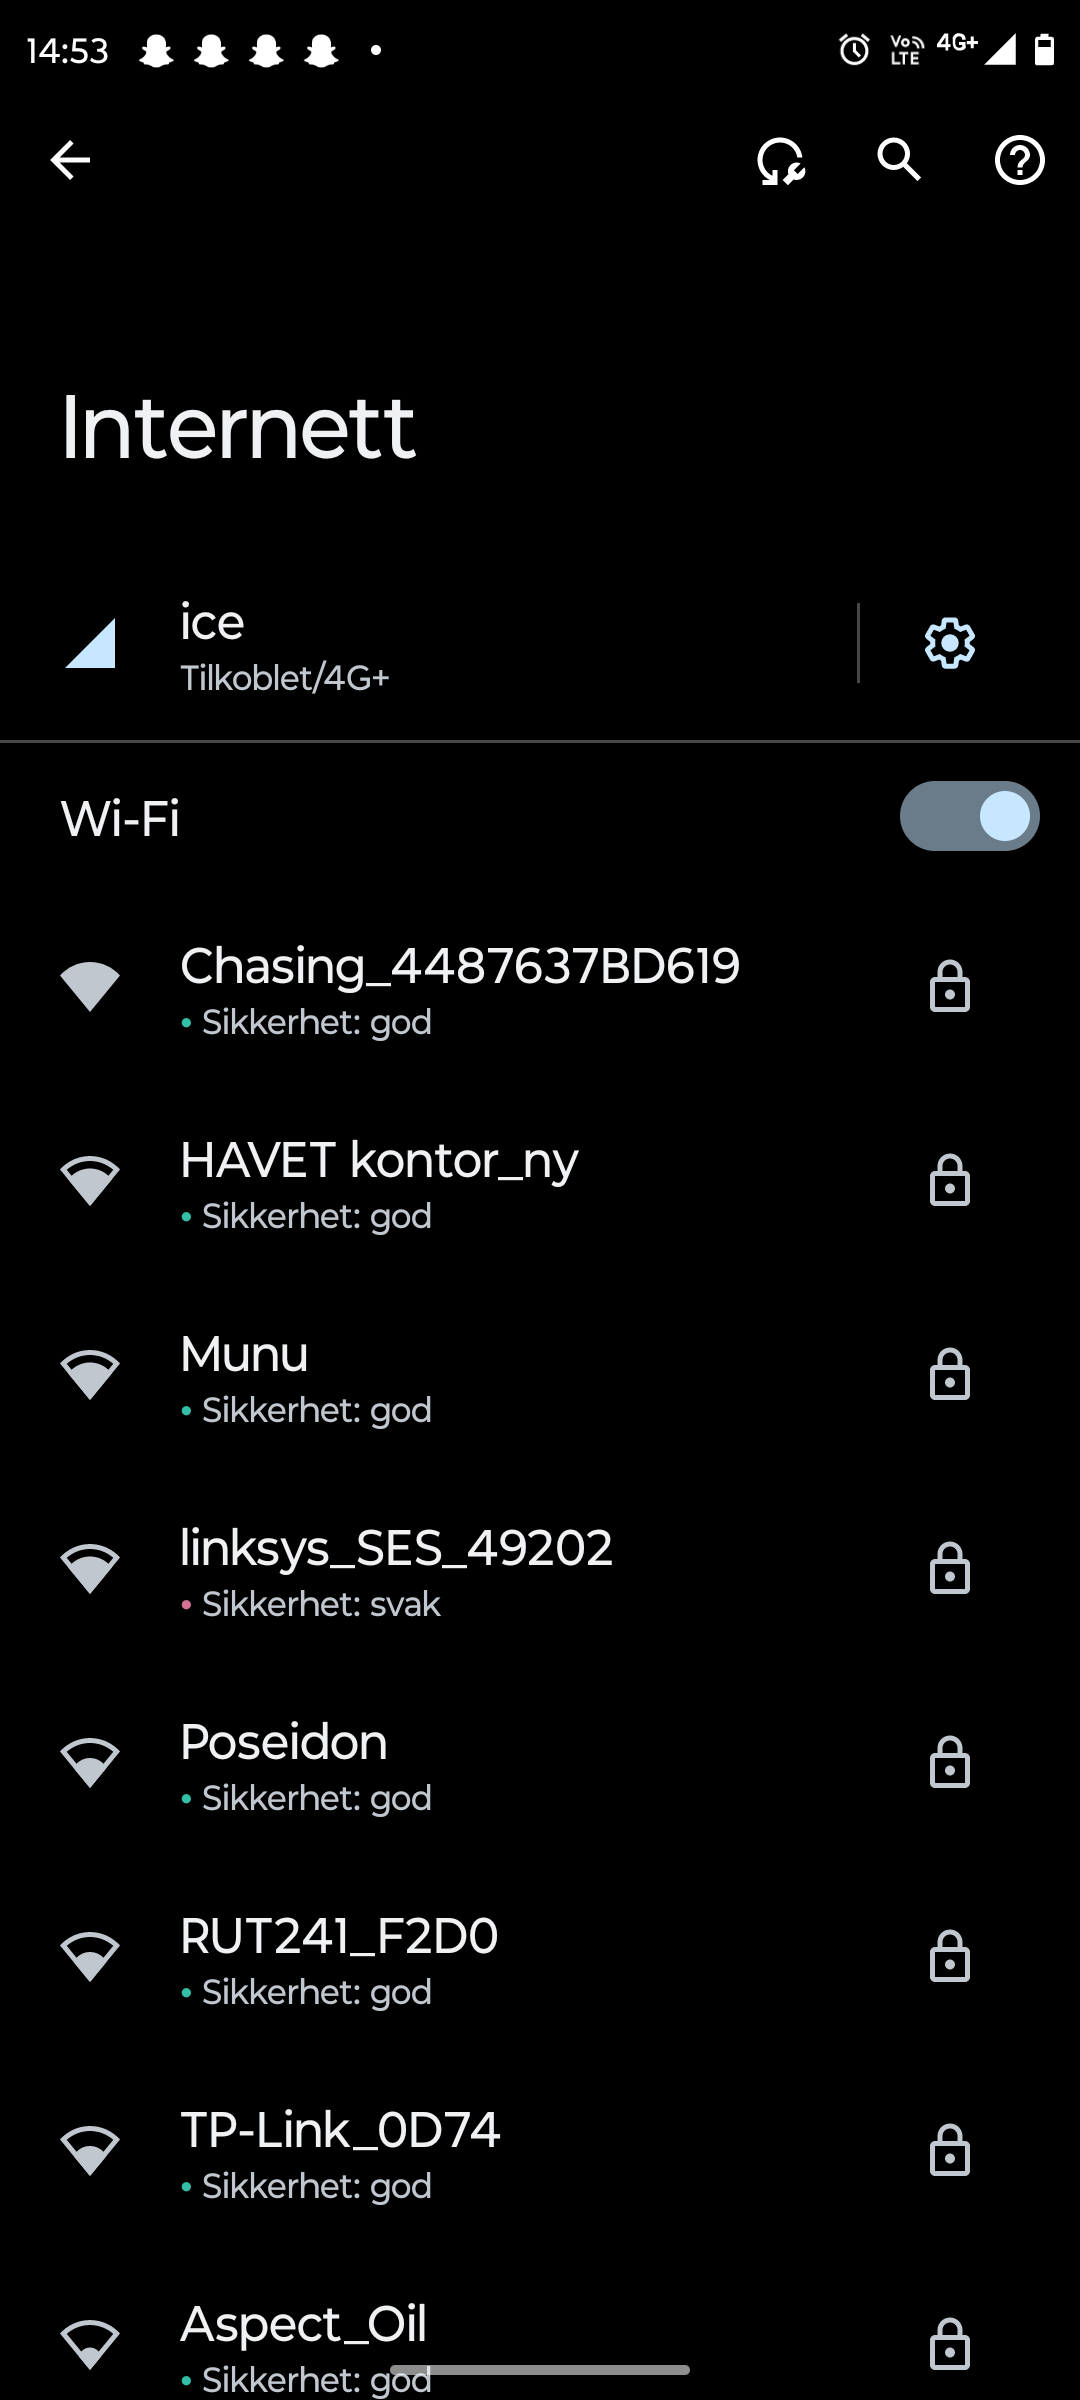 14:53 Vo LTE 4G+
Internett
ice
Tilkoblet/4G+
Wi-Fi
Chasing_4487637BD619
• Sikkerhet: god
HAVET kontor_ny
• Sikkerhet: god
Munu
• Sikkerhet: god
linksys_SES_49202
• Sikkerhet: svak
Poseidon
• Sikkerhet: god
RUT241_F2D0
• Sikkerhet: god
TP-Link_0D74
• Sikkerhet: god
Aspect_Oil
• Sikkerhet: god